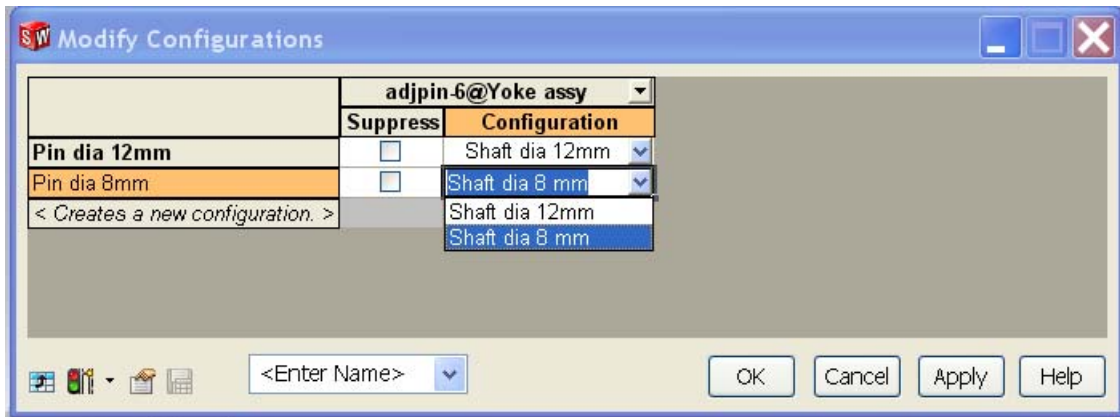 SW Modify Configurations
adjpin-6@Yoke assy
Suppress Configuration
Pin dia 12mm Shaft dia 12mm
Pin dia 8mm Shaft dia 8 mm
< Creates a new configuration. > Shaft dia 12mm
Shaft dia 8 mm
<Enter Name> OK Cancel Apply Help